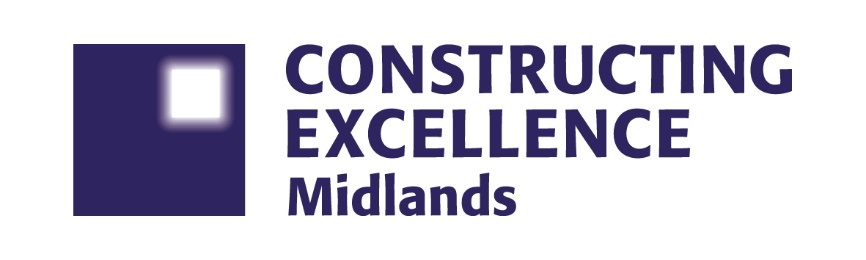 CONSTRUCTING
EXCELLENCE
Midlands